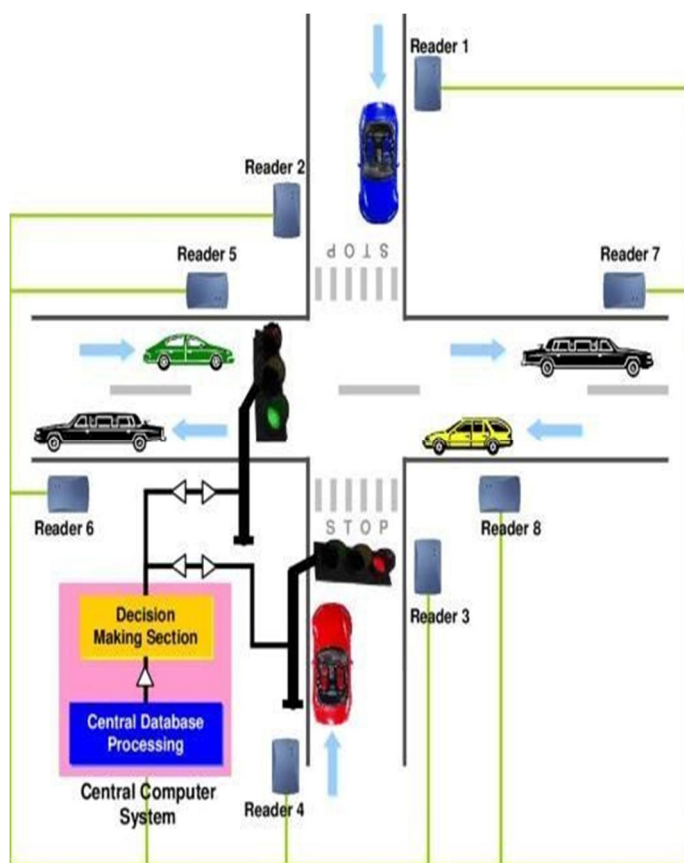 Reader 1
Reader 2
Reader 5
Reader 7
STOP
Reader 6
STOP
Reader 8
Reader 3
Decision
Making Section
Central Database
Processing
Central Computer
System
Reader 4